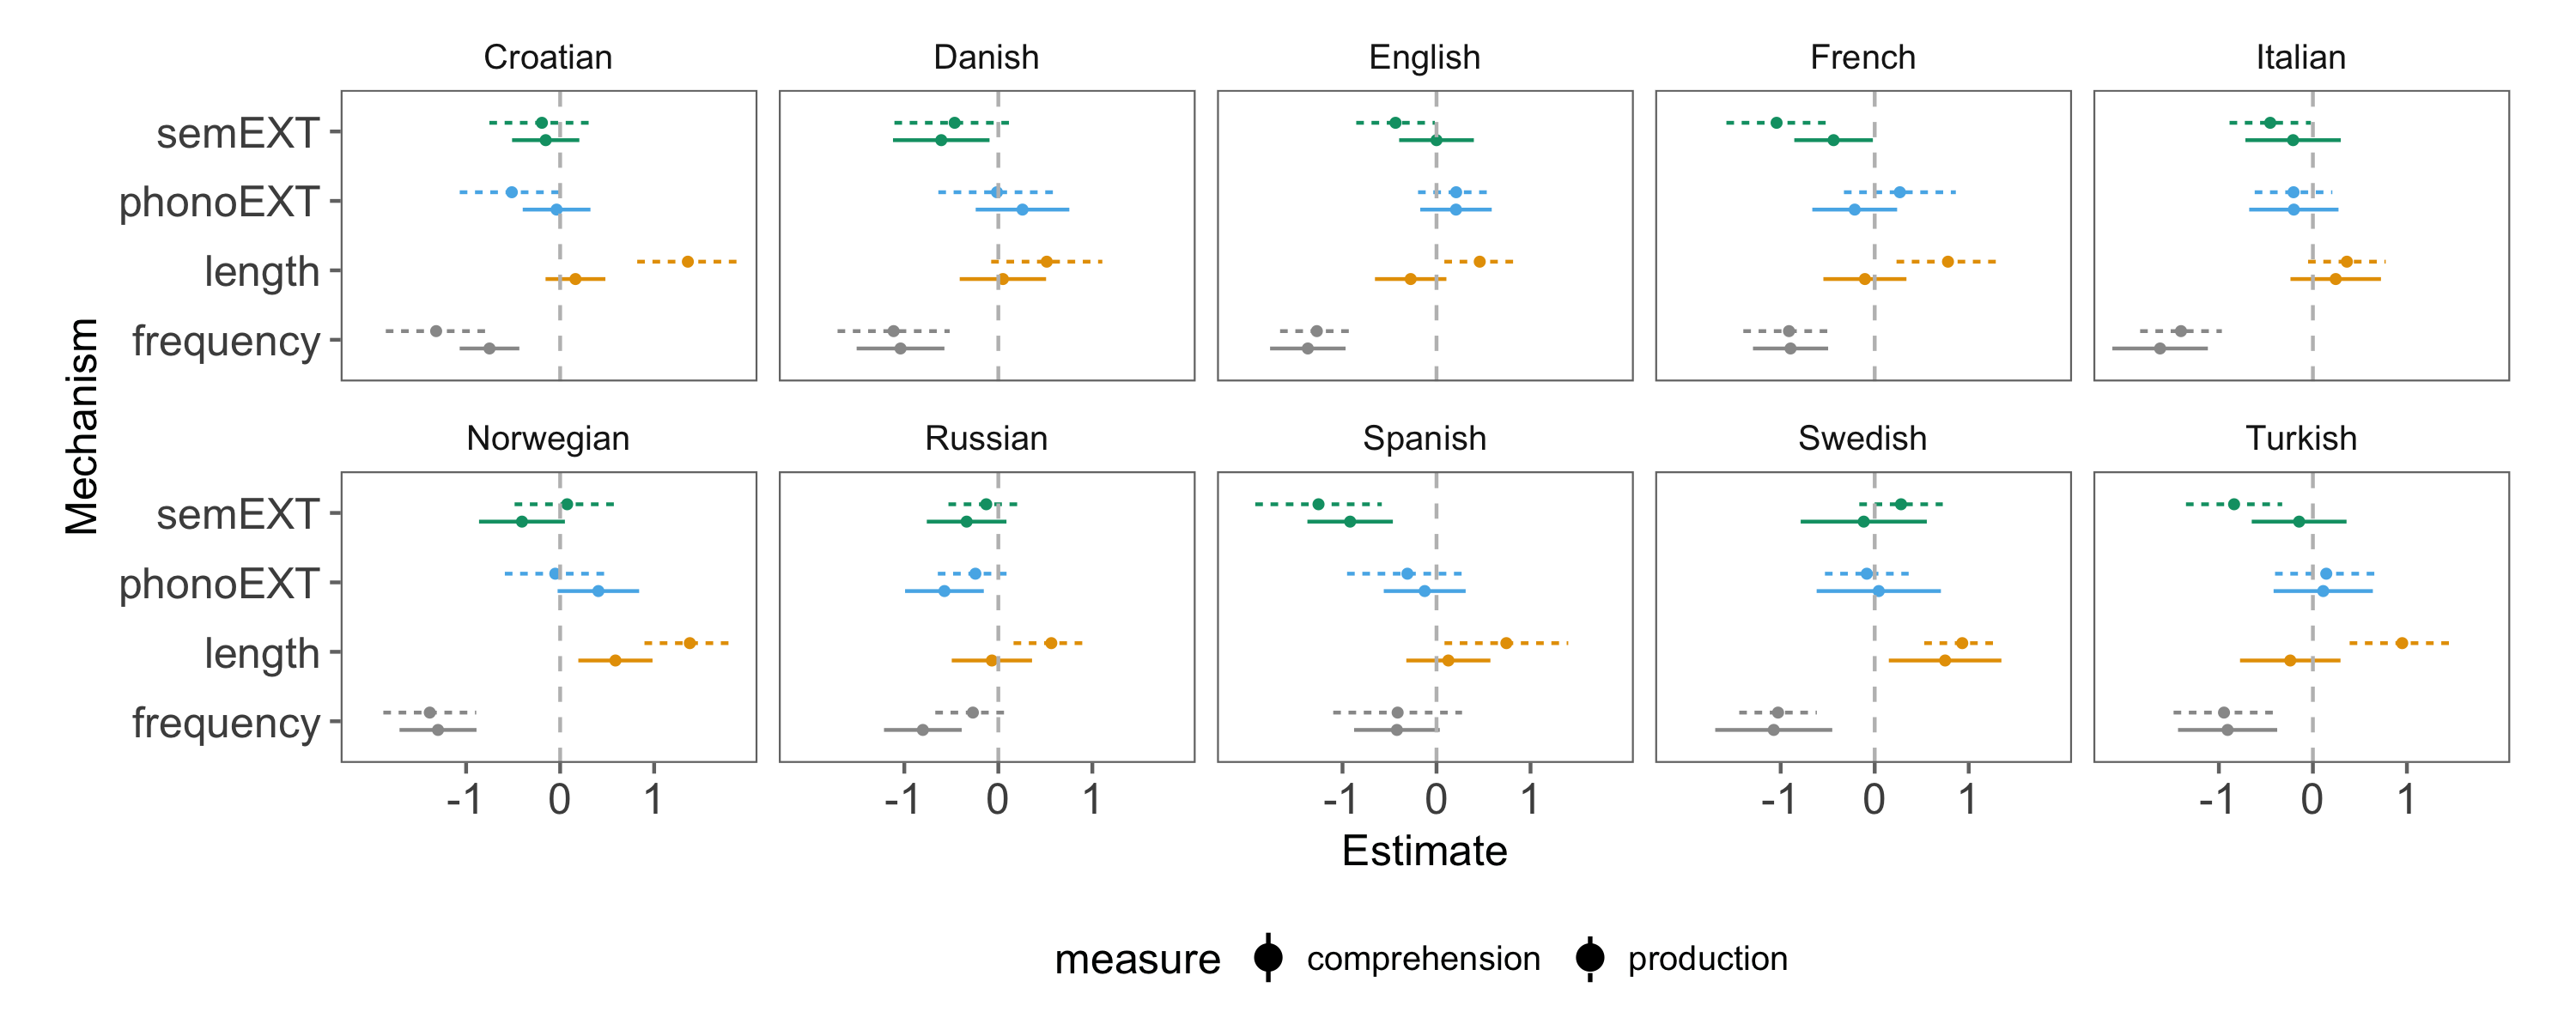 Croatian Danish English French Italian
semEXT
phonoEXT
length
frequency
Norwegian Russian Spanish Swedish Turkish
semEXT
phonoEXT
length
frequency
Mechanism
-1 0 1 -1 0 1 -1 0 1 -1 0 1 -1 0 1
Estimate
measure comprehension production